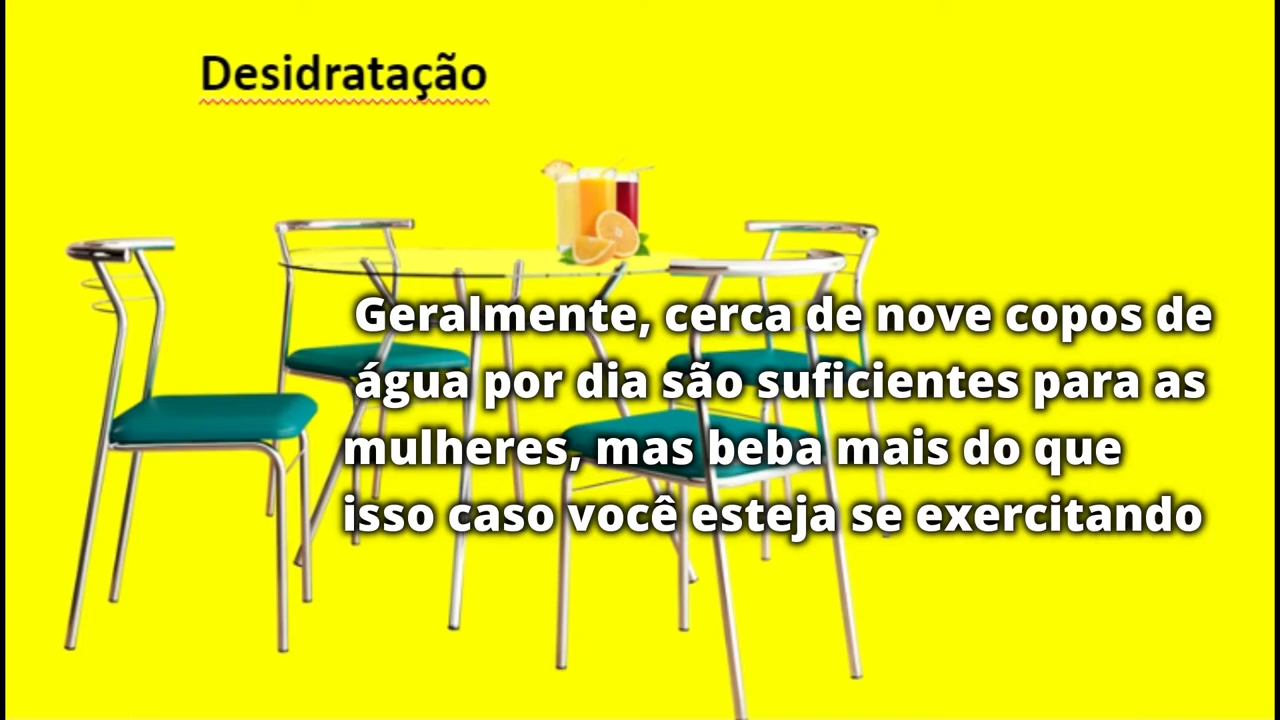 Desidratação
Geralmente, cerca de nove copos de
água por dia são suficientes para as
mulheres, mas beba mais do que
isso caso você esteja se exercitando